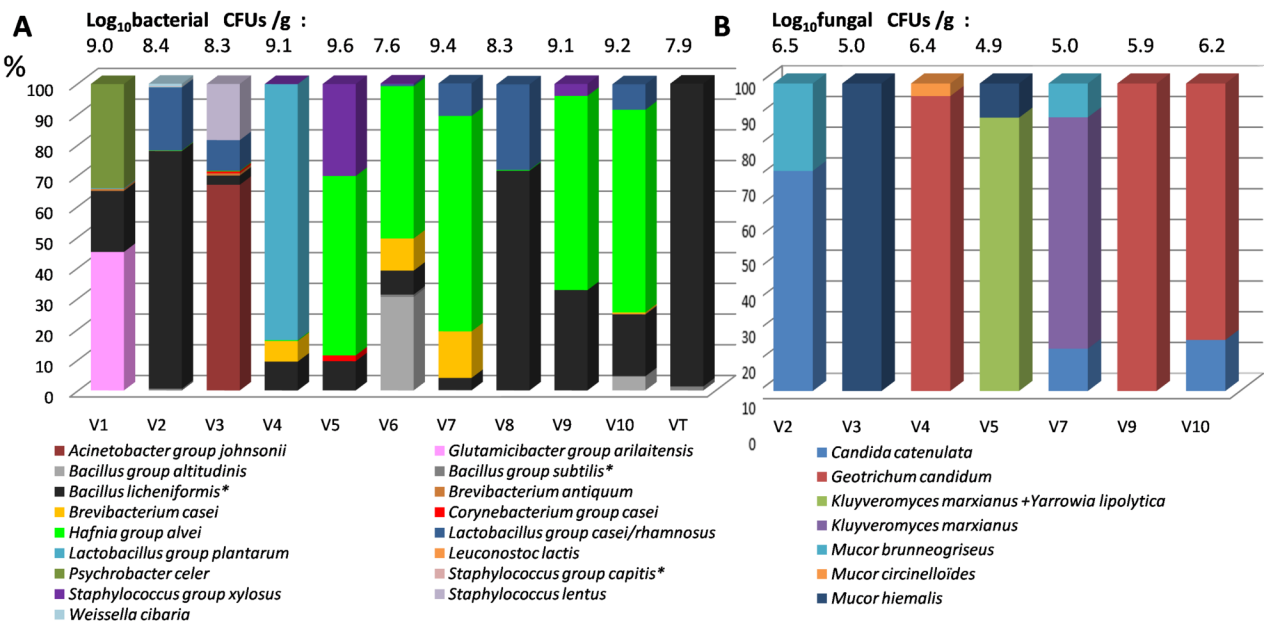 A
Log10bacterial CFUs /g :
9.0 8.4 8.3 9.1 9.6 7.6 9.4 8.3 9.1 9.2 7.9
%
100
90
80
70
60
50
40
30
20
10
0
V1 V2 V3 V4 V5 V6 V7 V8 V9 V10 VT
Acinetobacter group johnsonii
Bacillus group altitudinis
Bacillus licheniformis*
Brevibacterium casei
Hafnia group alvei
Lactobacillus group plantarum
Psychrobacter celer
Staphylococcus group xylosus
Weissella cibaria
Glutamicibacter group arilaitensis
Bacillus group subtilis*
Brevibacterium antiquum
Corynebacterium group casei
Lactobacillus group casei/rhamnosus
Leuconostoc lactis
Staphylococcus group capitis*
Staphylococcus lentus
B
Log10fungal CFUs /g :
6.5 5.0 6.4 4.9 5.0 5.9 6.2
100
90
80
70
60
50
40
30
20
10
0
V2 V3 V4 V5 V7 V9 V10
Candida catenulata
Geotrichum candidum
Kluyveromyces marxianus +Yarrowia lipolytica
Kluyveromyces marxianus
Mucor brunneogriseus
Mucor circinelloïdes
Mucor hiemalis